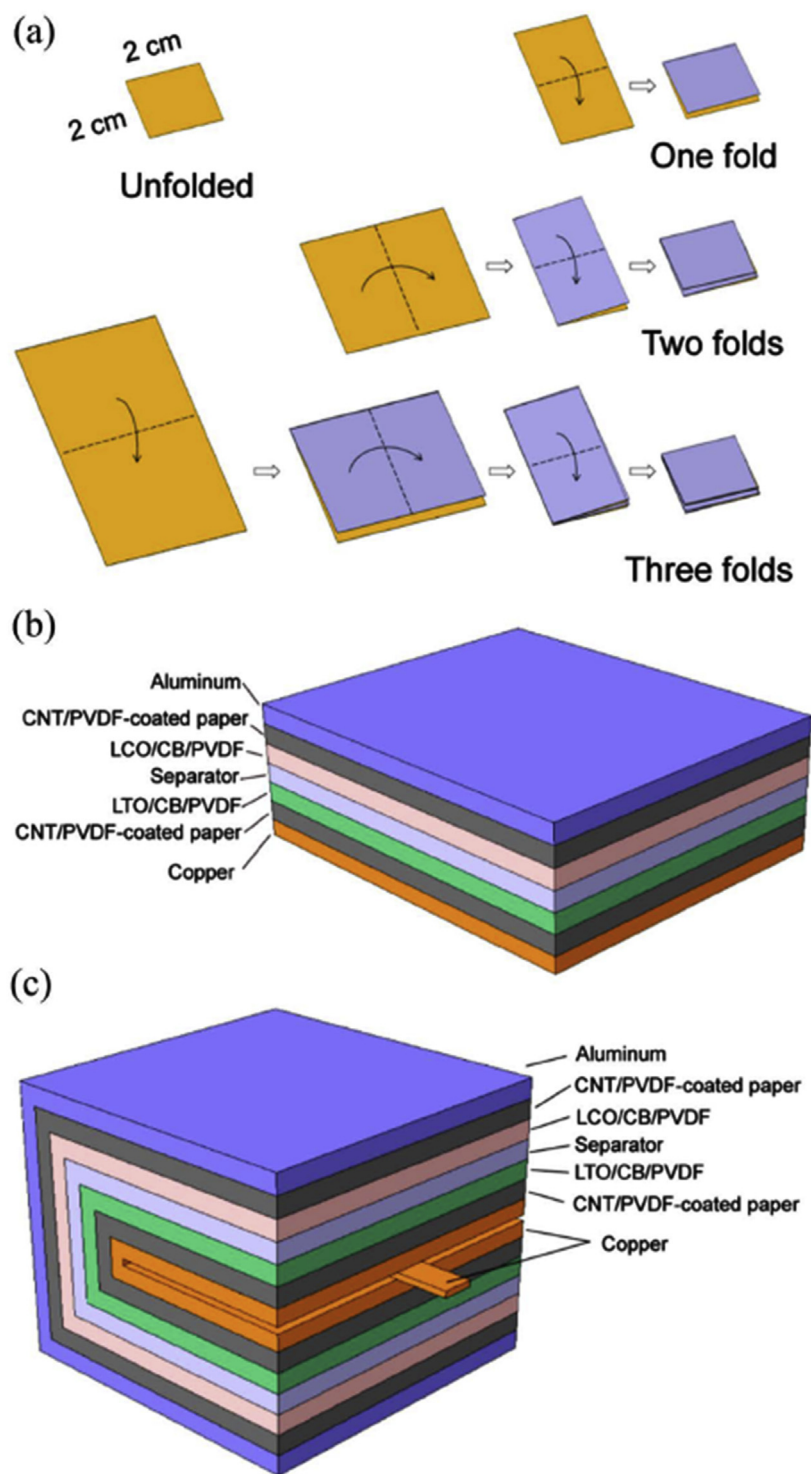 (a)
2 cm
2 cm
Unfolded
One fold
Two folds
Three folds
(b)
Aluminum
CNT/PVDF-coated paper
LCO/CB/PVDF
Separator
LTO/CB/PVDF
CNT/PVDF-coated paper
Copper
(c)
Aluminum
CNT/PVDF-coated paper
LCO/CB/PVDF
Separator
LTO/CB/PVDF
CNT/PVDF-coated paper
Copper